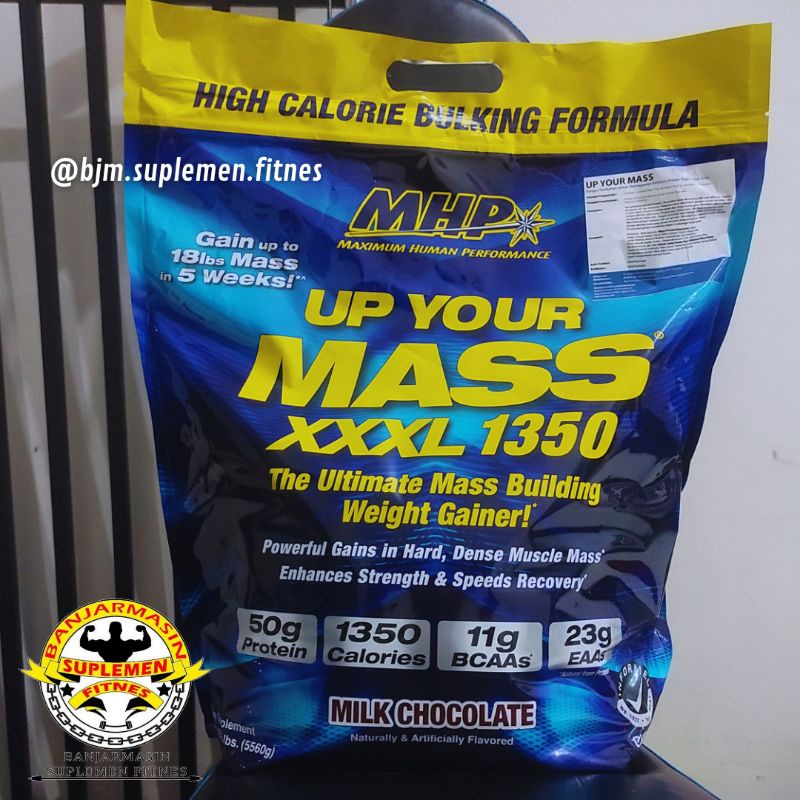 HIGH CALORIE BULKING FORMULA
@bjm.suplemen.fitnes
MHP
MAXIMUM HUMAN PERFORMANCE
UP YOUR MASS
Gain up to
18lbs Mass
in 5 Weeks!*^
UP YOUR
MASS®
XXXL 1350
The Ultimate Mass Building
Weight Gainer!*
Powerful Gains in Hard, Dense Muscle Mass*
Enhances Strength & Speeds Recovery*
50g
Protein
1350
Calories
11g
BCAAs
23g
EAAs
MILK CHOCOLATE
Naturally & Artificially Flavored
lbs. (5560g)
BANJARMASIN
SUPLEMEN
FITNES
BANJARMASIN
SUPLEMEN FITNES